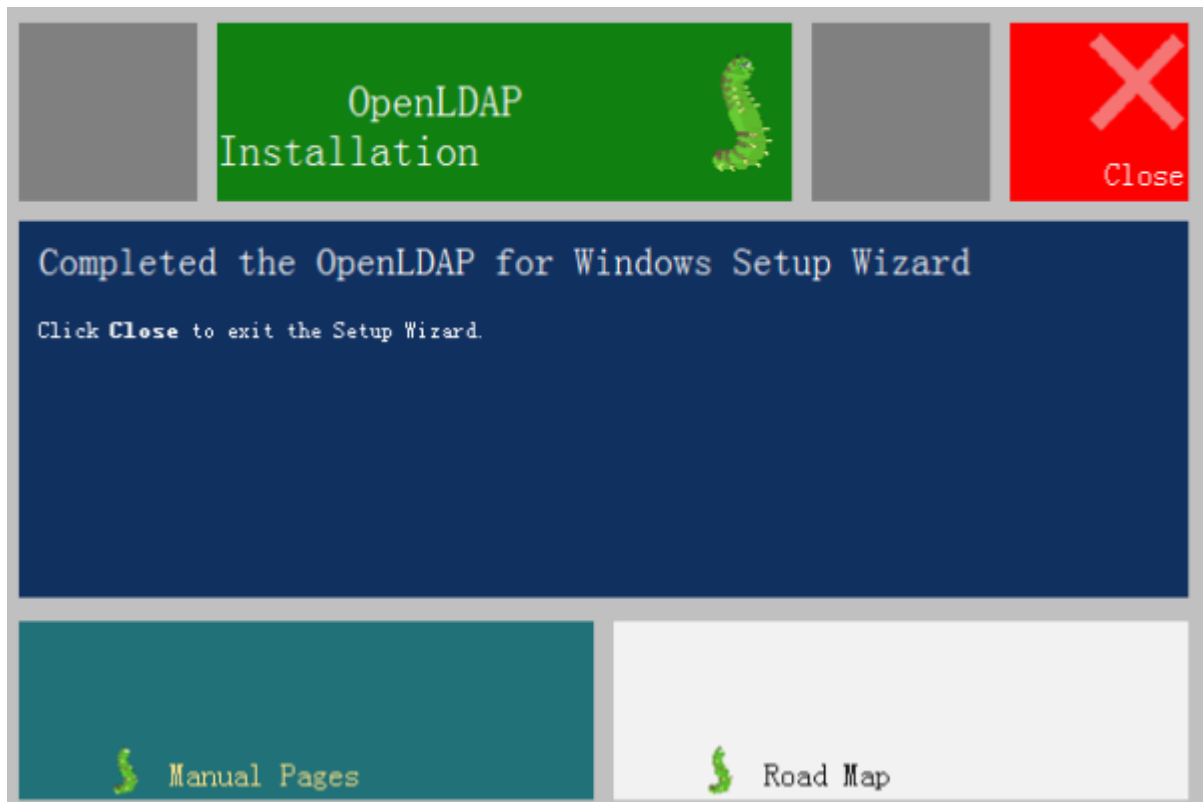 OpenLDAP
Installation
Close
Completed the OpenLDAP for Windows Setup Wizard
Click Close to exit the Setup Wizard.
Manual Pages
Road Map